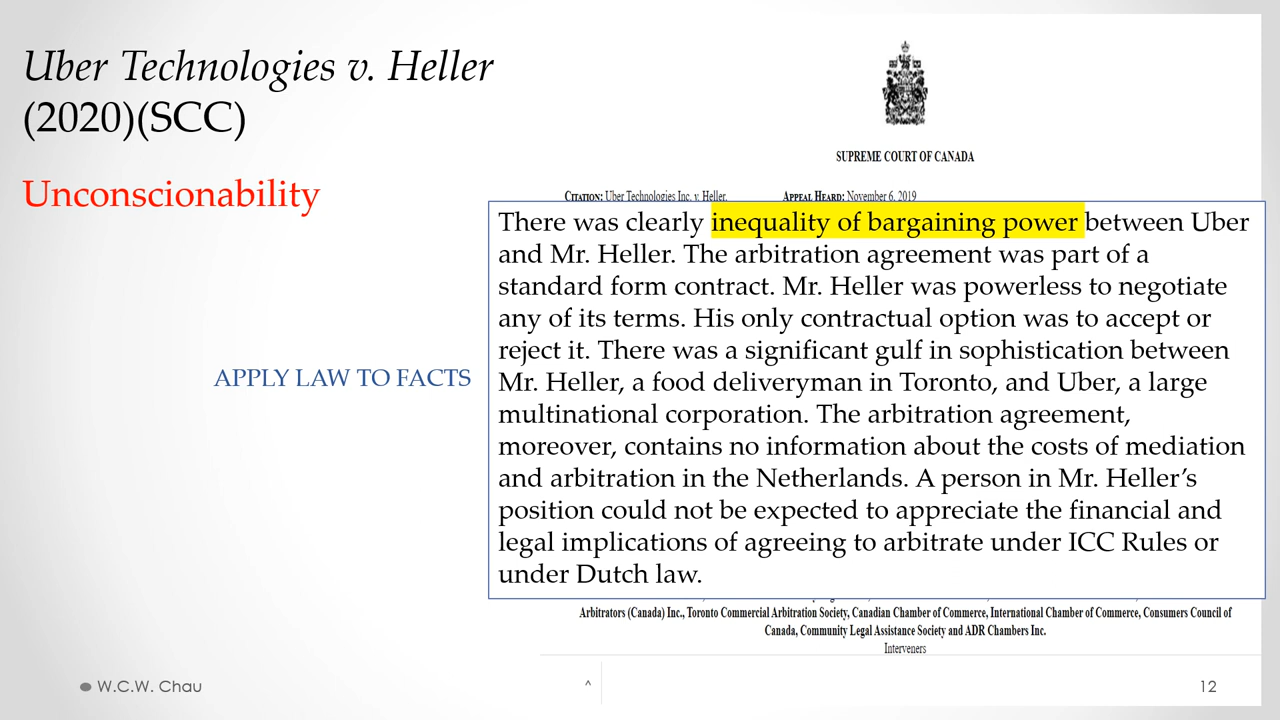 Uber Technologies v. Heller
(2020)(SCC)
Unconscionability
SUPREME COURT OF CANADA
CITATION: Uber Technologies Inc. v. Heller, APPEAL HEARD: November 6, 2019
There was clearly inequality of bargaining power between Uber
and Mr. Heller. The arbitration agreement was part of a
standard form contract. Mr. Heller was powerless to negotiate
any of its terms. His only contractual option was to accept or
reject it. There was a significant gulf in sophistication between
Mr. Heller, a food deliveryman in Toronto, and Uber, a large
multinational corporation. The arbitration agreement,
moreover, contains no information about the costs of mediation
and arbitration in the Netherlands. A person in Mr. Heller’s
position could not be expected to appreciate the financial and
legal implications of agreeing to arbitrate under ICC Rules or
under Dutch law.
APPLY LAW TO FACTS
Arbitrators (Canada) Inc., Toronto Commercial Arbitration Society, Canadian Chamber of Commerce, International Chamber of Commerce, Consumers Council of
Canada, Community Legal Assistance Society and ADR Chambers Inc.
Interveners
W.C.W. Chau
^
12